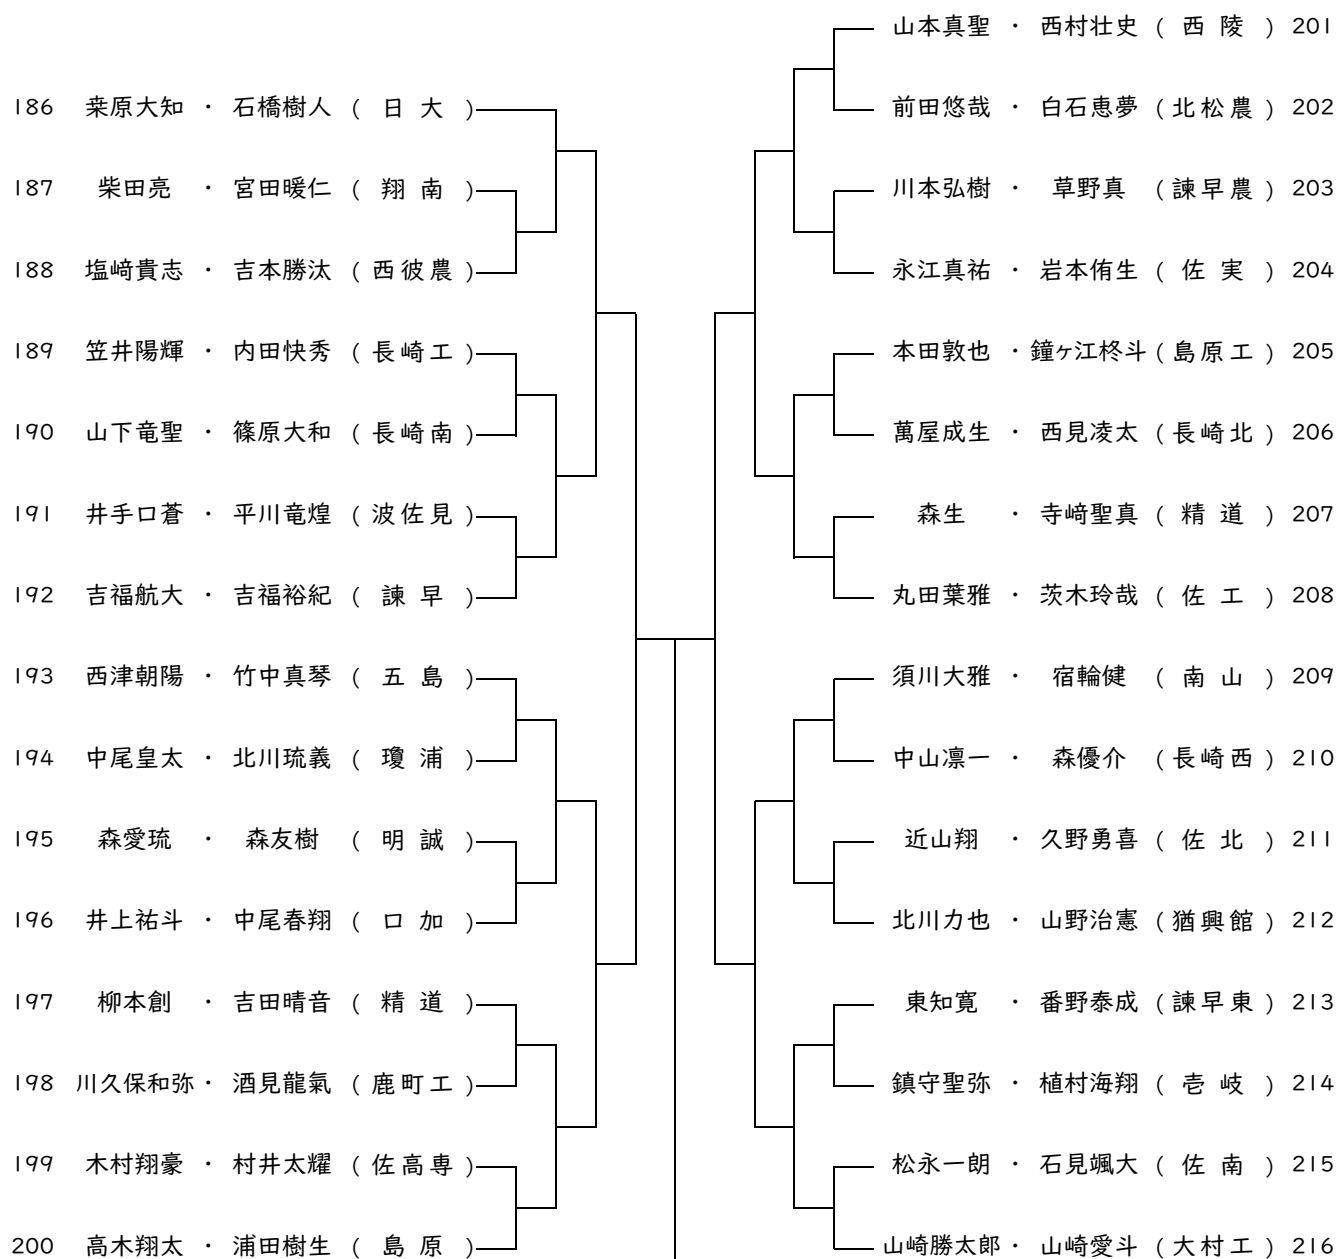 186 桒原大知 ・ 石橋樹人 ( 日 大 )
187 柴田亮 ・ 宮田暖仁 ( 翔 南 )
188 塩﨑貴志 ・ 吉本勝汰 ( 西彼農 )
189 笠井陽輝 ・ 内田快秀 ( 長崎工 )
190 山下竜聖 ・ 篠原大和 ( 長崎南 )
191 井手口蒼 ・ 平川竜煌 ( 波佐見 )
192 吉福航大 ・ 吉福裕紀 ( 諫 早 )
193 西津朝陽 ・ 竹中真琴 ( 五 島 )
194 中尾皇太 ・ 北川琉義 ( 瓊 浦 )
195 森愛琉 ・ 森友樹 ( 明 誠 )
196 井上祐斗 ・ 中尾春翔 ( 口 加 )
197 柳本創 ・ 吉田晴音 ( 精 道 )
198 川久保和弥 ・ 酒見龍氣 ( 鹿町工 )
199 木村翔豪 ・ 村井太耀 ( 佐高専 )
200 高木翔太 ・ 浦田樹生 ( 島 原 )
山本真聖 ・ 西村壮史 ( 西 陵 ) 201
前田悠哉 ・ 白石恵夢 ( 北松農 ) 202
川本弘樹 ・ 草野真 ( 諫早農 ) 203
永江真祐 ・ 岩本侑生 ( 佐 実 ) 204
本田敦也 ・ 鐘ヶ江柊斗 ( 島原工 ) 205
萬屋成生 ・ 西見凌太 ( 長崎北 ) 206
森生 ・ 寺﨑聖真 ( 精 道 ) 207
丸田葉雅 ・ 茨木玲哉 ( 佐 工 ) 208
須川大雅 ・ 宿輪健 ( 南 山 ) 209
中山凛一 ・ 森優介 ( 長崎西 ) 210
近山翔 ・ 久野勇喜 ( 佐 北 ) 211
北川力也 ・ 山野治憲 ( 猶興館 ) 212
東知寛 ・ 番野泰成 ( 諫早東 ) 213
鎮守聖弥 ・ 植村海翔 ( 壱 岐 ) 214
松永一朗 ・ 石見颯大 ( 佐 南 ) 215
山崎勝太郎 ・ 山崎愛斗 ( 大村工 ) 216